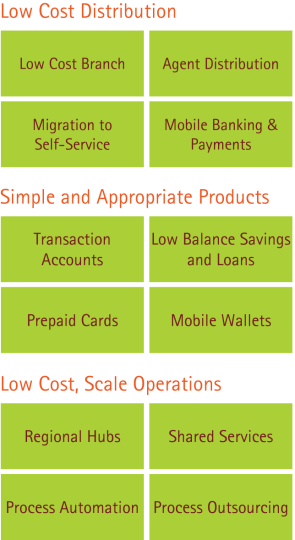 Low Cost Distribution
Low Cost Branch
Agent Distribution
Migration to
Self-Service
Mobile Banking &
Payments
Simple and Appropriate Products
Transaction
Accounts
Low Balance Savings
and Loans
Prepaid Cards
Mobile Wallets
Low Cost, Scale Operations
Regional Hubs
Shared Services
Process Automation
Process Outsourcing